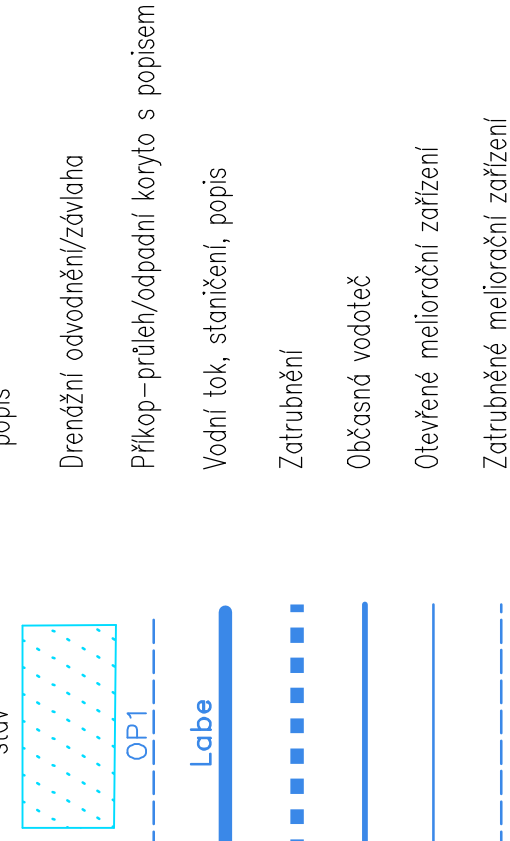 stav
popis
Drenážní odvodnění/závlaha
OP1
Příkop-průleh/odpadní koryto s popisem
Labe
Vodní tok, staničení, popis
Zatrubnění
Občasná vodoteč
Otevřené meliorační zařízení
Zatrubněné meliorační zařízení